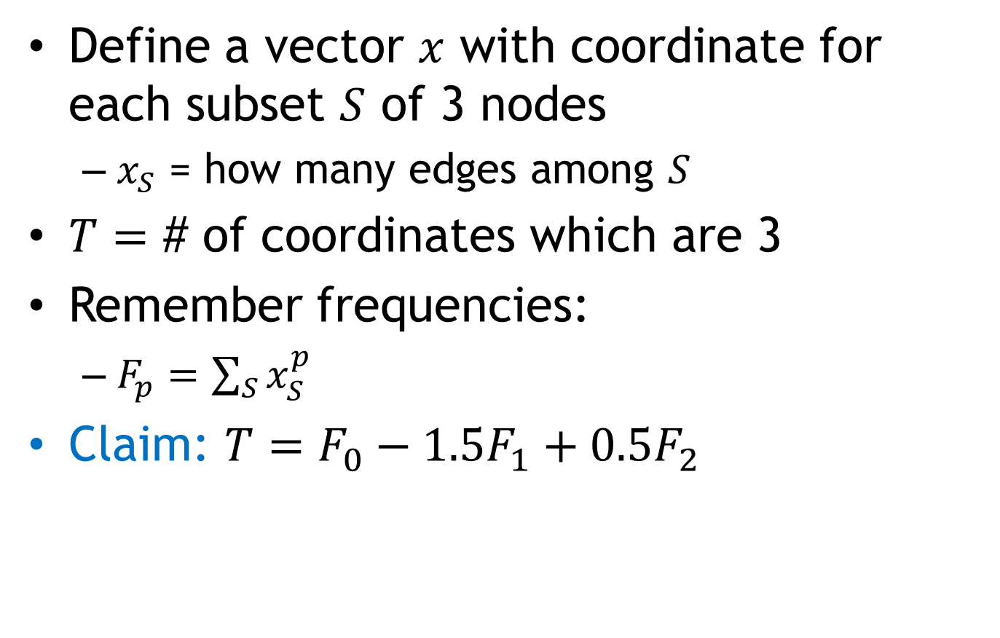 • Define a vector x with coordinate for
each subset S of 3 nodes
– x_S = how many edges among S
• T = # of coordinates which are 3
• Remember frequencies:
– F_p = ∑_S x_S^p
• Claim: T = F_0 − 1.5F_1 + 0.5F_2